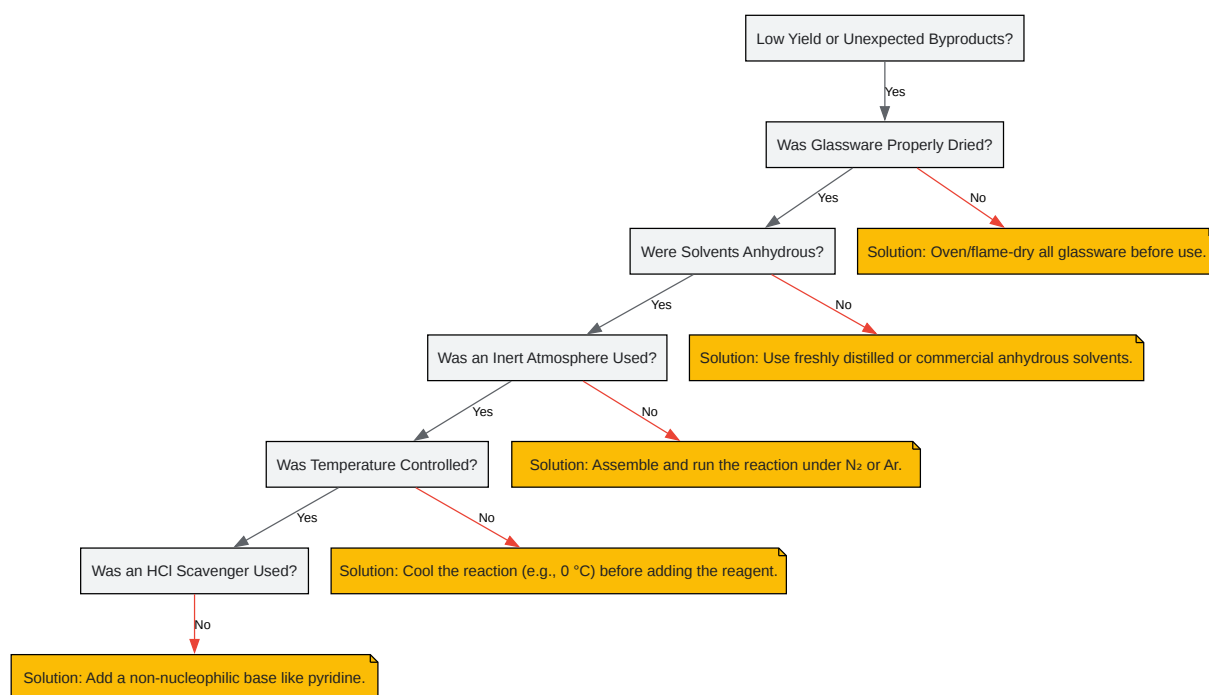 Low Yield or Unexpected Byproducts?
Yes
Was Glassware Properly Dried?
Yes
No
Were Solvents Anhydrous?
Solution: Oven/flame-dry all glassware before use.
Yes
No
Was an Inert Atmosphere Used?
Solution: Use freshly distilled or commercial anhydrous solvents.
Yes
No
Was Temperature Controlled?
Solution: Assemble and run the reaction under N₂ or Ar.
Yes
No
Was an HCl Scavenger Used?
Solution: Cool the reaction (e.g., 0 °C) before adding the reagent.
No
Solution: Add a non-nucleophilic base like pyridine.